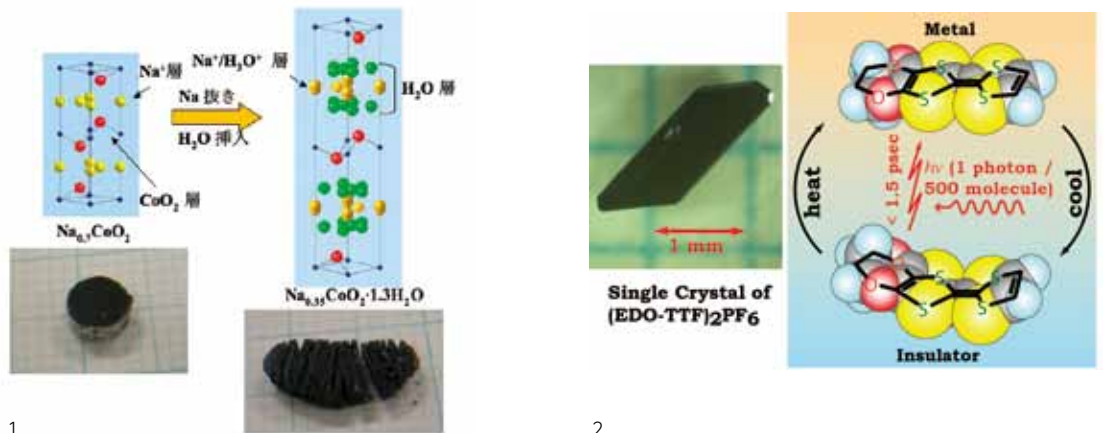 Na⁺層
CoO₂ 層
Na₀.₇CoO₂
Na 抜き
H₂O 挿入
Na⁺/H₃O⁺ 層
H₂O 層
Na₀.₃₅CoO₂·1.3H₂O
1
1 mm
Single Crystal of
(EDO-TTF)2PF6
Metal
O
S
S
S
S
heat
< 1.5 psec
hν (1 photon /
500 molecule)
cool
O
S
S
S
S
Insulator
2